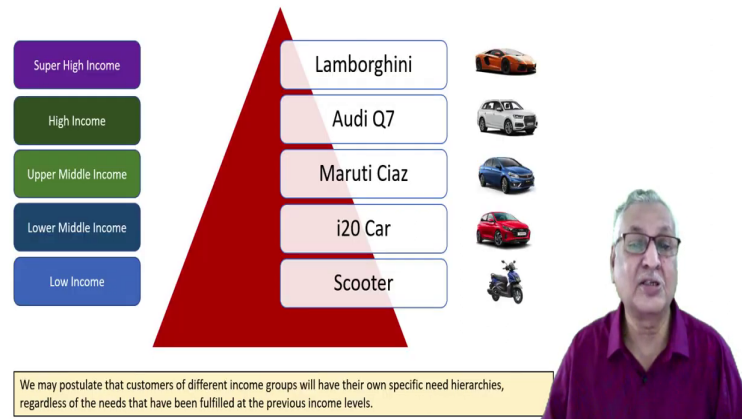 Super High Income
Lamborghini
High Income
Audi Q7
Upper Middle Income
Maruti Ciaz
Lower Middle Income
i20 Car
Low Income
Scooter
We may postulate that customers of different income groups will have their own specific need hierarchies,
regardless of the needs that have been fulfilled at the previous income levels.